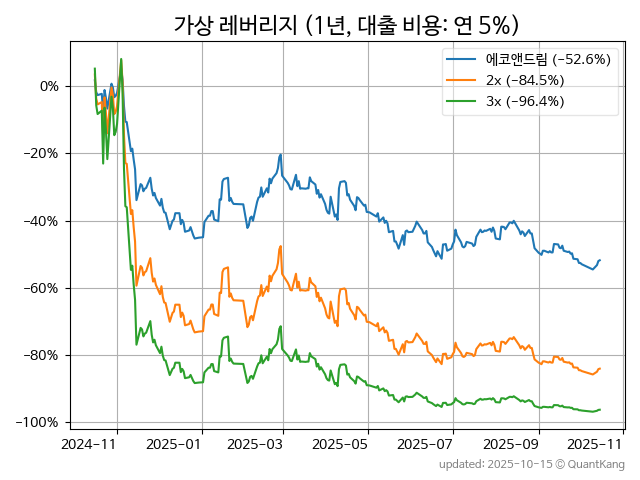 가상 레버리지 (1년, 대출 비용: 연 5%)
에코앤드림 (−52.6%)
2x (−84.5%)
3x (−96.4%)
0%
−20%
−40%
−60%
−80%
−100%
2024-11 2025-01 2025-03 2025-05 2025-07 2025-09 2025-11
updated: 2025-10-15 © QuantKang